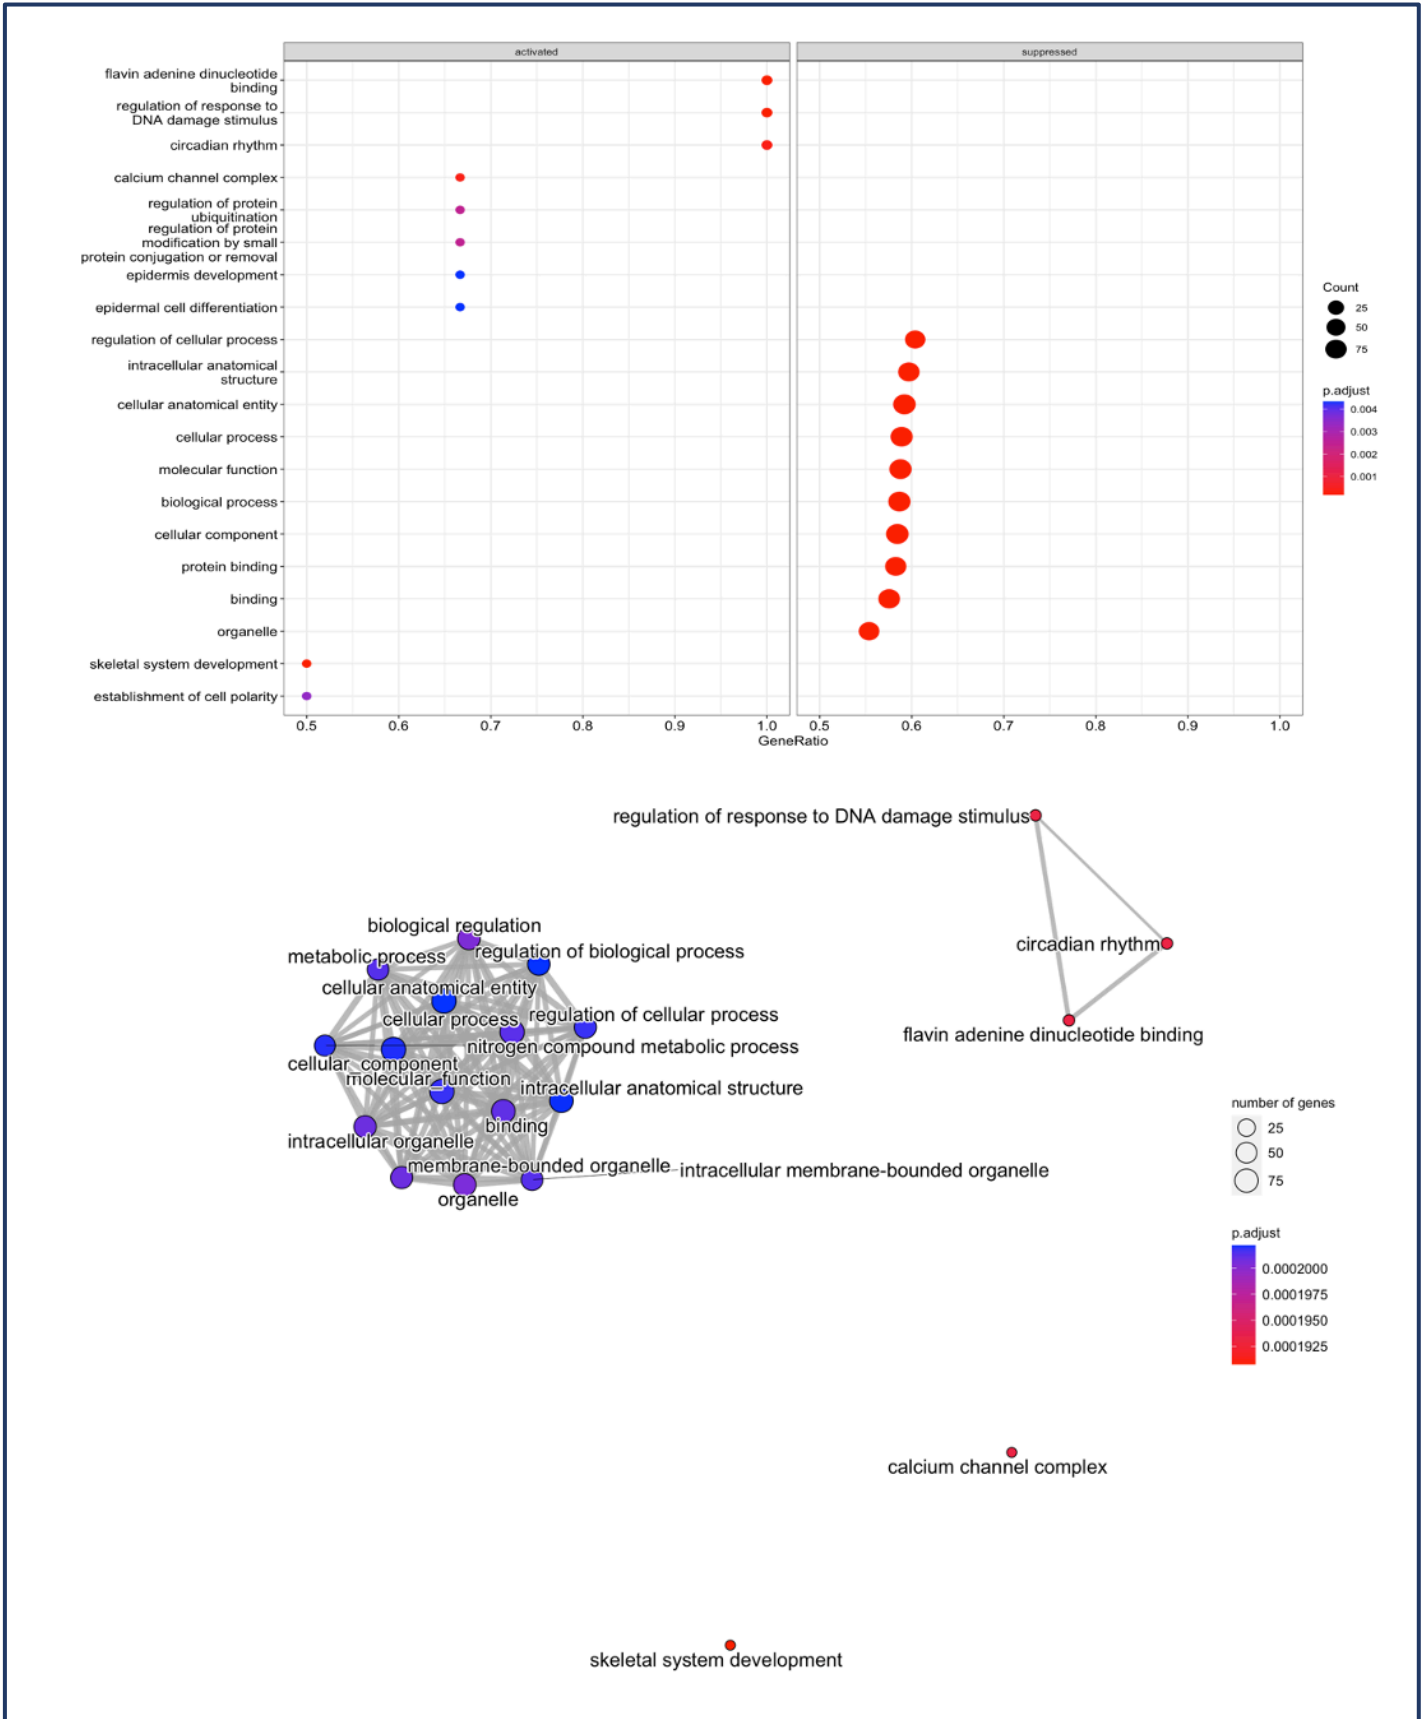 activated
suppressed
flavin adenine dinucleotide
binding
regulation of response to
DNA damage stimulus
circadian rhythm
calcium channel complex
regulation of protein
ubiquitination
regulation of protein
modification by small
protein conjugation or removal
epidermis development
epidermal cell differentiation
regulation of cellular process
intracellular anatomical
structure
cellular anatomical entity
cellular process
molecular function
biological process
cellular component
protein binding
binding
organelle
skeletal system development
establishment of cell polarity
0.5 0.6 0.7 0.8 0.9 1.0 0.5 0.6 0.7 0.8 0.9 1.0
GeneRatio
Count
25
50
75
p.adjust
0.004
0.003
0.002
0.001
regulation of response to DNA damage stimulus
circadian rhythm
flavin adenine dinucleotide binding
biological regulation
regulation of biological process
metabolic process
cellular anatomical entity
regulation of cellular process
cellular process
nitrogen compound metabolic process
cellular_component
molecular_function
intracellular anatomical structure
binding
intracellular organelle
membrane-bounded organelle
intracellular membrane-bounded organelle
organelle
number of genes
25
50
75
p.adjust
0.0002000
0.0001975
0.0001950
0.0001925
calcium channel complex
skeletal system development